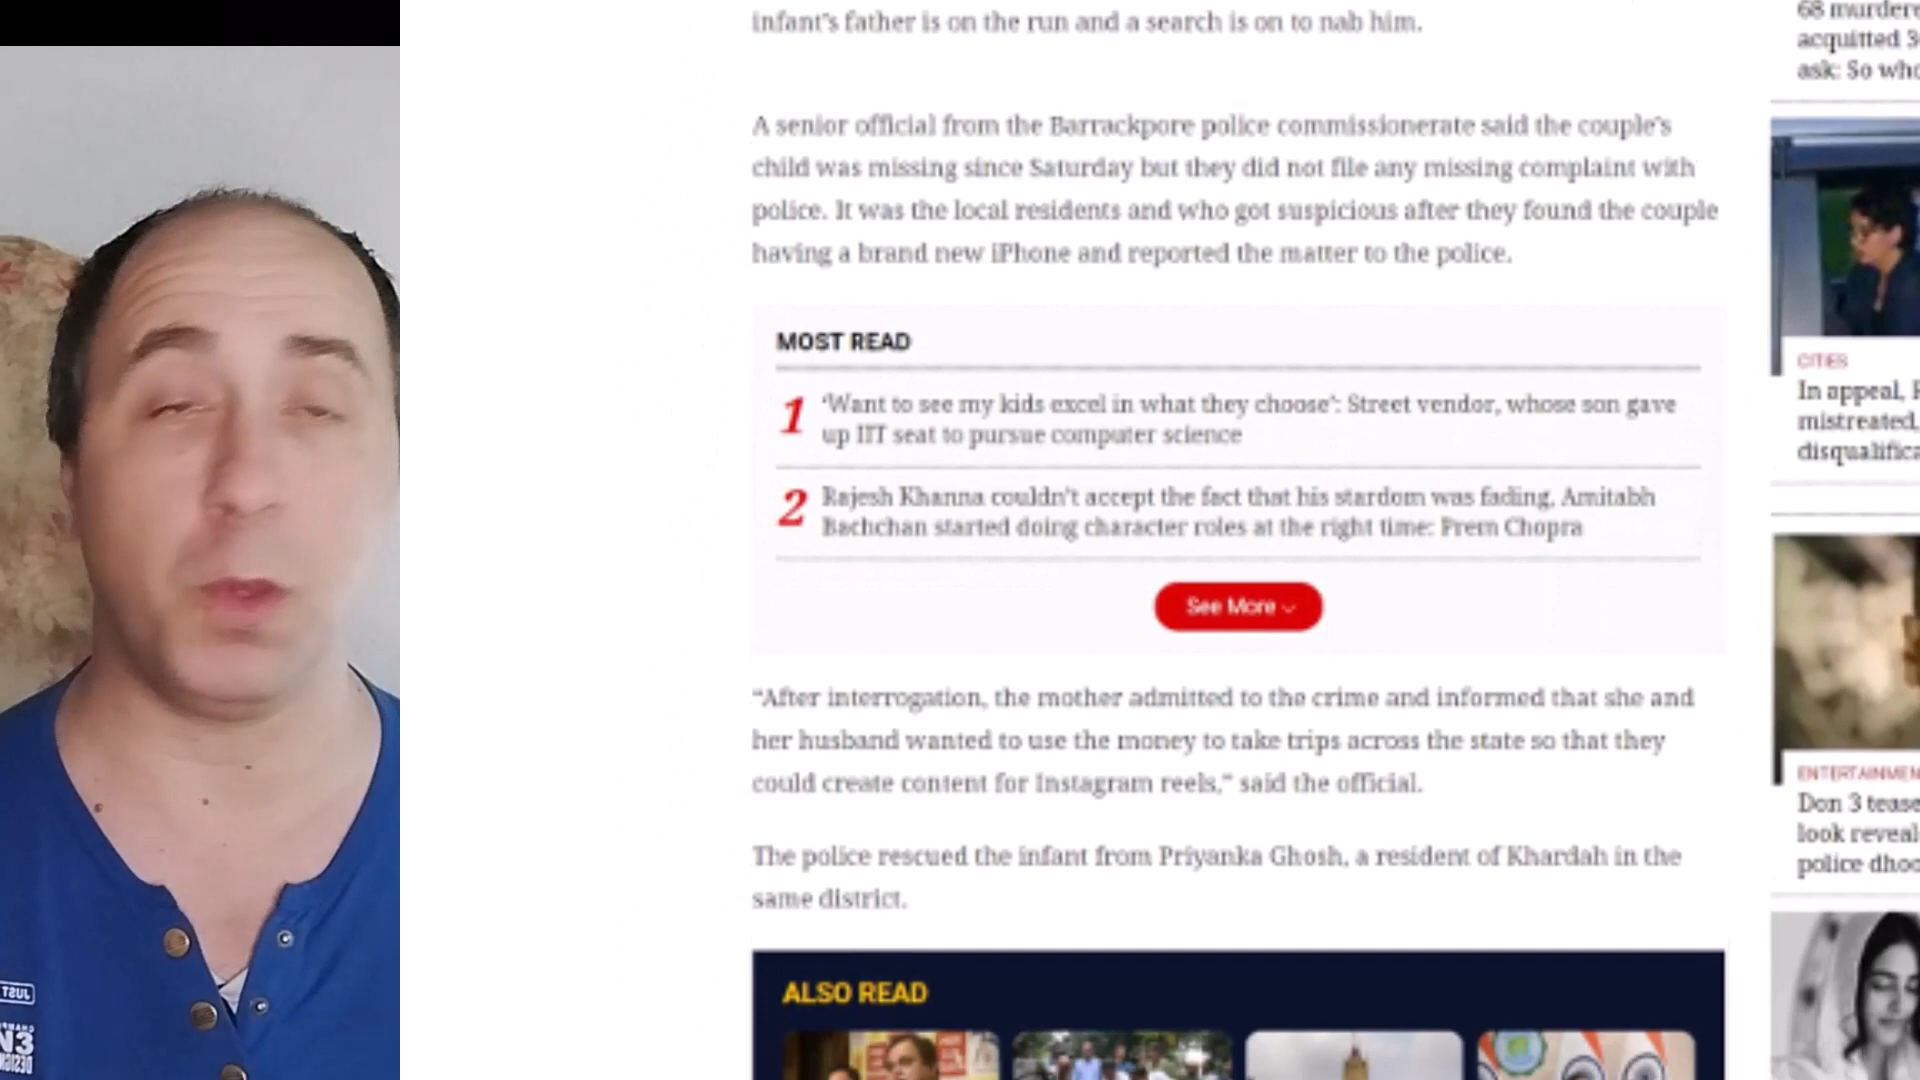 infant's father is on the run and a search is on to nab him.
A senior official from the Barrackpore police commissionerate said the couple's
child was missing since Saturday but they did not file any missing complaint with
police. It was the local residents and who got suspicious after they found the couple
having a brand new iPhone and reported the matter to the police.
MOST READ
1
'Want to see my kids excel in what they choose': Street vendor, whose son gave
up IIT seat to pursue computer science
2
Rajesh Khanna couldn't accept the fact that his stardom was fading, Amitabh
Bachchan started doing character roles at the right time: Prem Chopra
See More
“After interrogation, the mother admitted to the crime and informed that she and
her husband wanted to use the money to take trips across the state so that they
could create content for Instagram reels,” said the official.
The police rescued the infant from Priyanka Ghosh, a resident of Khardah in the
same district.
ALSO READ
68 murdere
acquitted 3
ask: So who
CITIES
In appeal, R
mistreated,
disqualifica
ENTERTAINMEN
Don 3 tease
look reveal
police dhoo
JUST